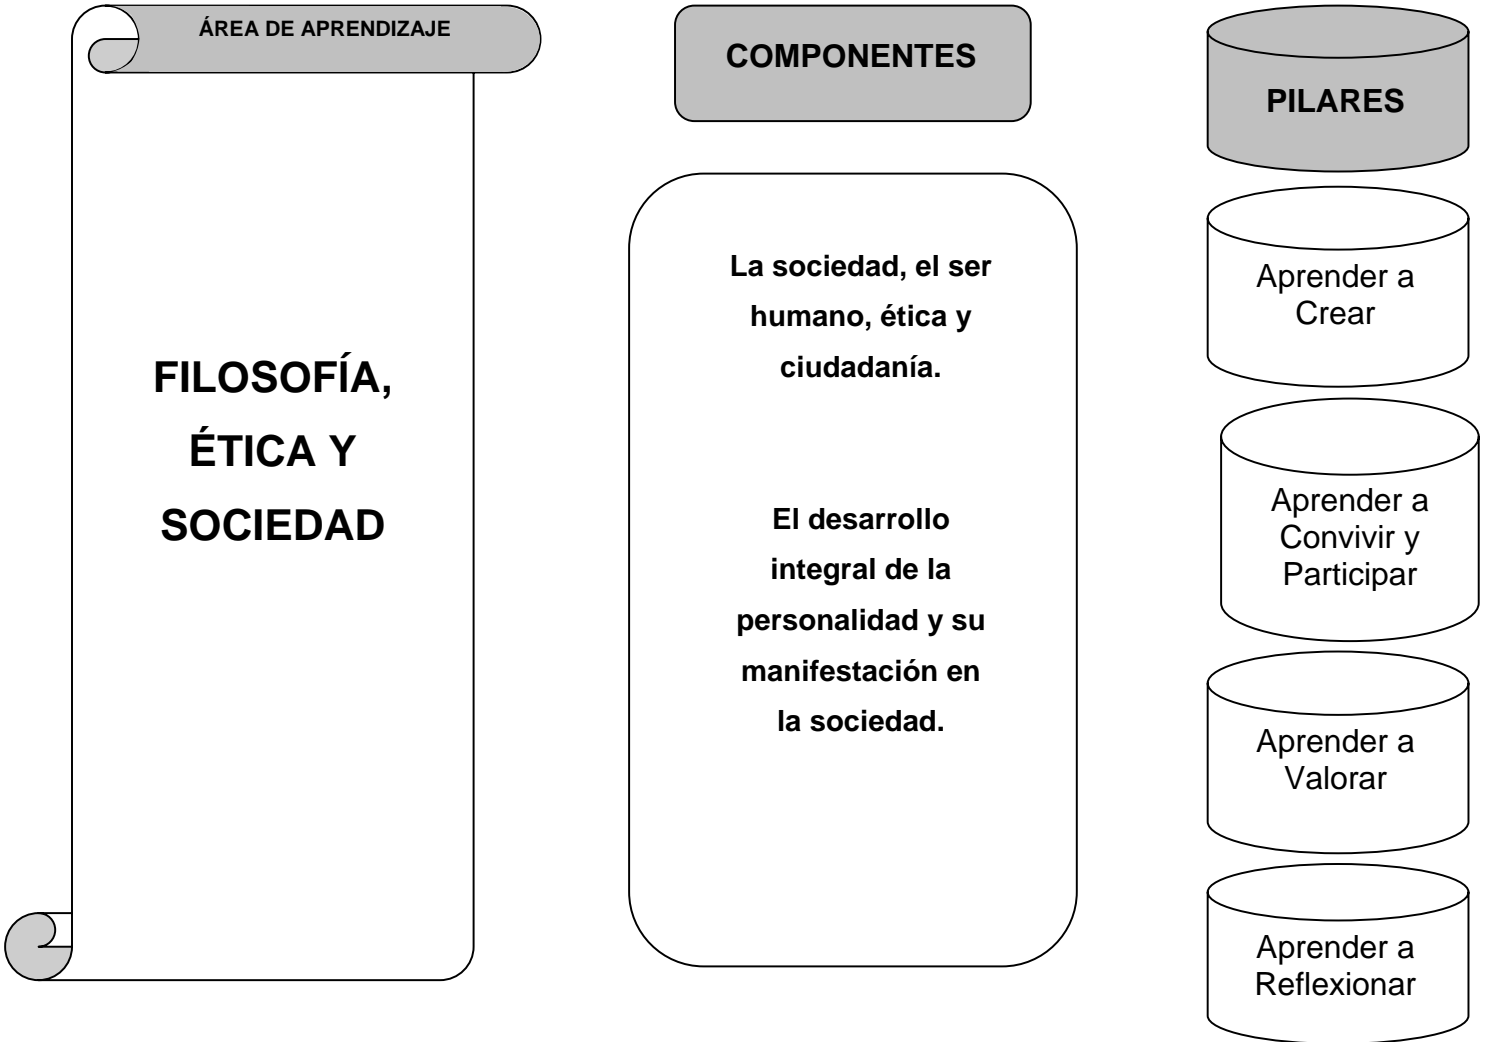 ÁREA DE APRENDIZAJE
FILOSOFÍA,
ÉTICA Y
SOCIEDAD
COMPONENTES
La sociedad, el ser
humano, ética y
ciudadanía.
El desarrollo
integral de la
personalidad y su
manifestación en
la sociedad.
PILARES
Aprender a
Crear
Aprender a
Convivir y
Participar
Aprender a
Valorar
Aprender a
Reflexionar